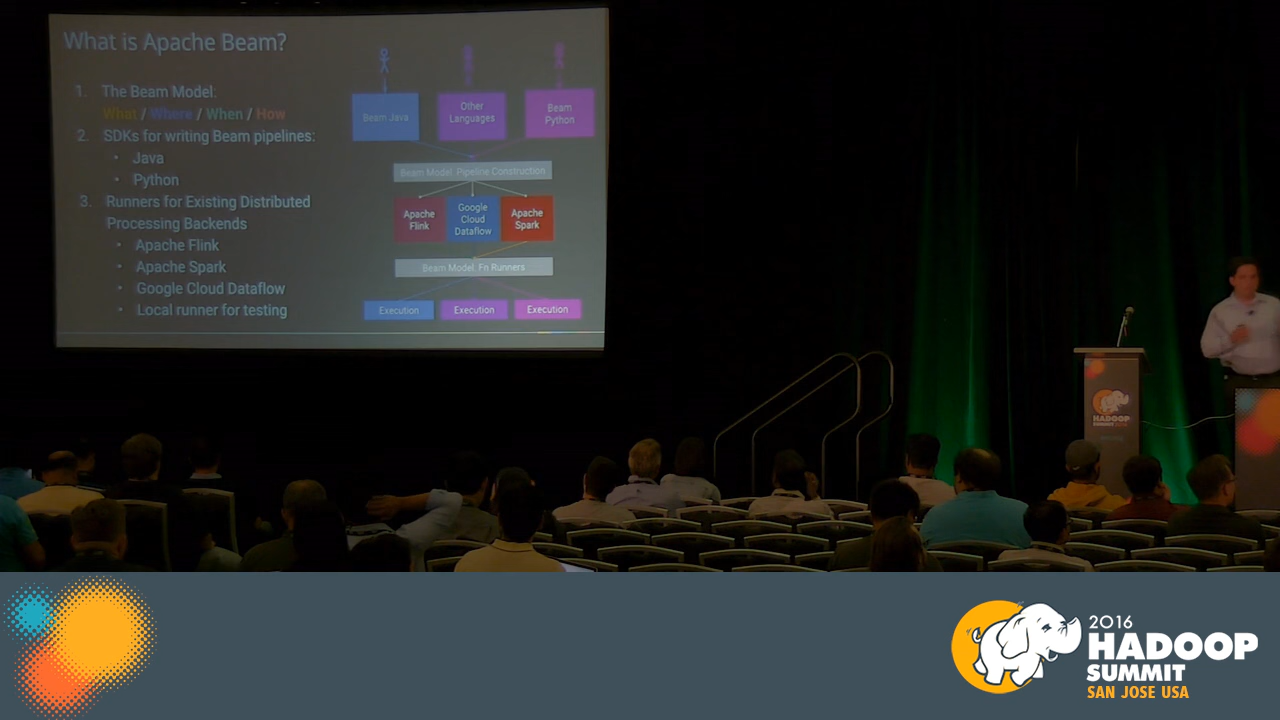 What is Apache Beam?
1. The Beam Model:
What / Where / When / How
2. SDKs for writing Beam pipelines:
• Java
• Python
3. Runners for Existing Distributed
Processing Backends
• Apache Flink
• Apache Spark
• Google Cloud Dataflow
• Local runner for testing
Beam Java
Other
Languages
Beam
Python
Beam Model: Pipeline Construction
Apache
Flink
Google
Cloud
Dataflow
Apache
Spark
Beam Model: Fn Runners
Execution
Execution
Execution
HADOOP
SUMMIT
2016
HADOOP
SUMMIT
SAN JOSE USA